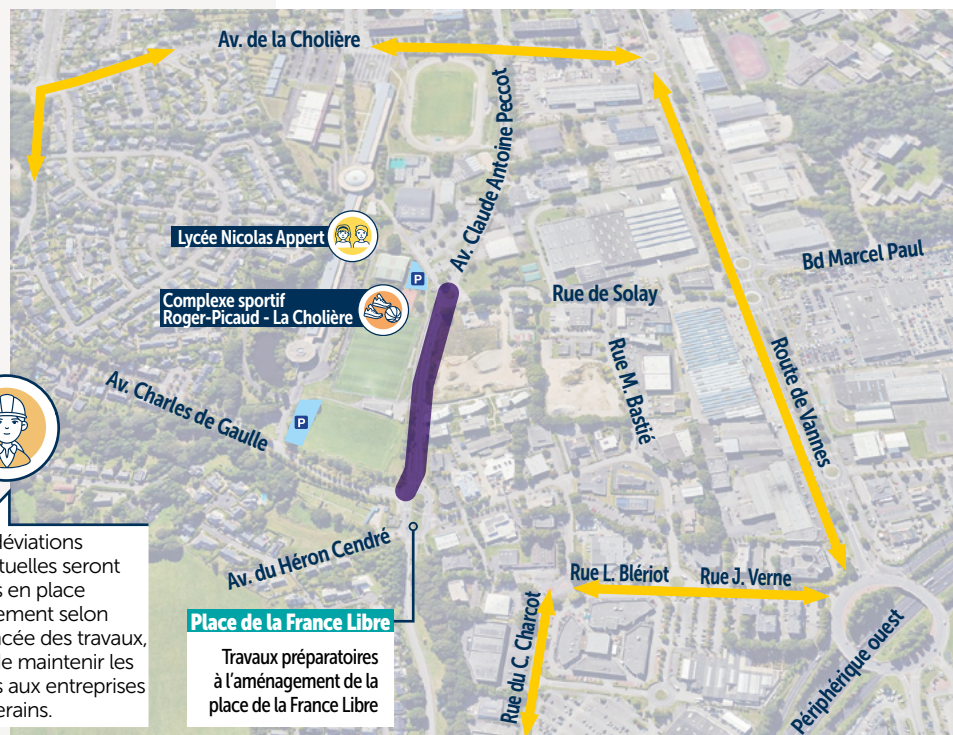 Av. de la Cholière
Av. Claude Antoine Peccot
Lycée Nicolas Appert
P
Bd Marcel Paul
Complexe sportif
Roger-Picaud - La Cholière
Rue de Solay
Rue M. Bastié
Route de Vannes
Av. Charles de Gaulle
P
Av. du Héron Cendré
Rue L. Blériot
Rue J. Verne
Rue du C. Charcot
Périphérique ouest
Place de la France Libre
Travaux préparatoires
à l'aménagement de la
place de la France Libre
déviations
tuelles seront
s en place
ement selon
ncée des travaux,
de maintenir les
s aux entreprises
erains.